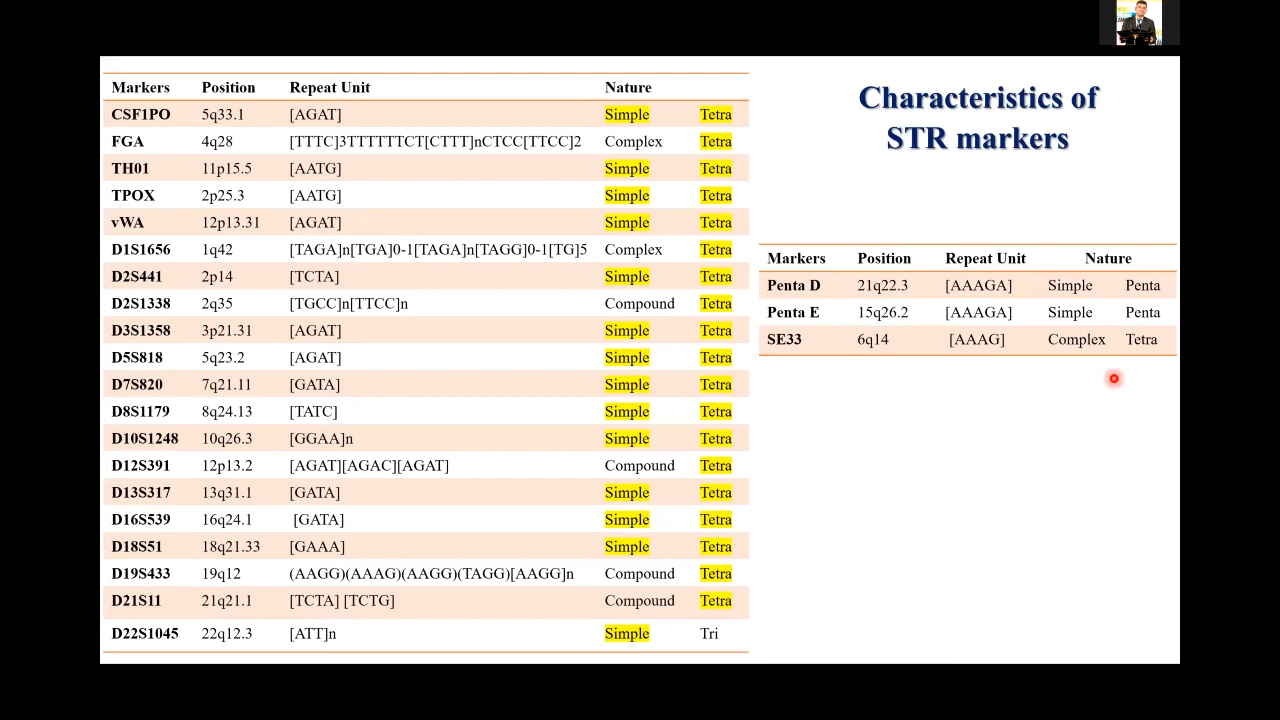 Characteristics of
STR markers
Markers Position Repeat Unit Nature
CSF1PO 5q33.1 [AGAT] Simple Tetra
FGA 4q28 [TTTC]3TTTTTTCT[CTTT]nCTCC[TTCC]2 Complex Tetra
TH01 11p15.5 [AATG] Simple Tetra
TPOX 2p25.3 [AATG] Simple Tetra
vWA 12p13.31 [AGAT] Simple Tetra
D1S1656 1q42 [TAGA]n[TGA]0-1[TAGA]n[TAGG]0-1[TG]5 Complex Tetra
D2S441 2p14 [TCTA] Simple Tetra
D2S1338 2q35 [TGCC]n[TTCC]n Compound Tetra
D3S1358 3p21.31 [AGAT] Simple Tetra
D5S818 5q23.2 [AGAT] Simple Tetra
D7S820 7q21.11 [GATA] Simple Tetra
D8S1179 8q24.13 [TATC] Simple Tetra
D10S1248 10q26.3 [GGAA]n Simple Tetra
D12S391 12p13.2 [AGAT][AGAC][AGAT] Compound Tetra
D13S317 13q31.1 [GATA] Simple Tetra
D16S539 16q24.1 [GATA] Simple Tetra
D18S51 18q21.33 [GAAA] Simple Tetra
D19S433 19q12 (AAGG)(AAAG)(AAGG)(TAGG)[AAGG]n Compound Tetra
D21S11 21q21.1 [TCTA] [TCTG] Compound Tetra
D22S1045 22q12.3 [ATT]n Simple Tri
Markers Position Repeat Unit Nature
Penta D 21q22.3 [AAAGA] Simple Penta
Penta E 15q26.2 [AAAGA] Simple Penta
SE33 6q14 [AAAG] Complex Tetra